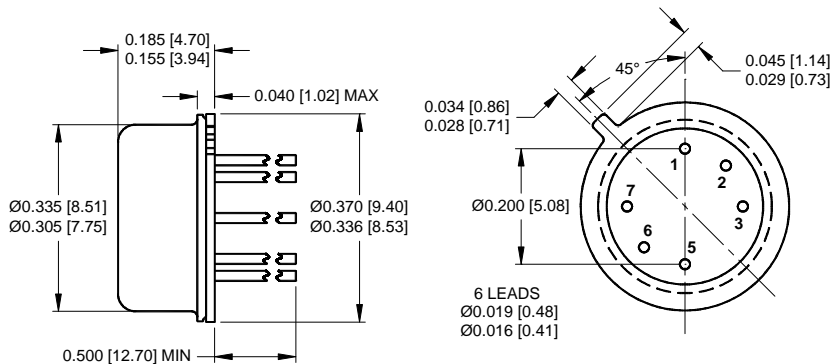 0.185 [4.70]
0.155 [3.94]
0.040 [1.02] MAX
Ø0.335 [8.51]
Ø0.305 [7.75]
Ø0.370 [9.40]
Ø0.336 [8.53]
0.500 [12.70] MIN
45°
0.045 [1.14]
0.029 [0.73]
0.034 [0.86]
0.028 [0.71]
Ø0.200 [5.08]
1
2
3
5
6
7
6 LEADS
Ø0.019 [0.48]
Ø0.016 [0.41]